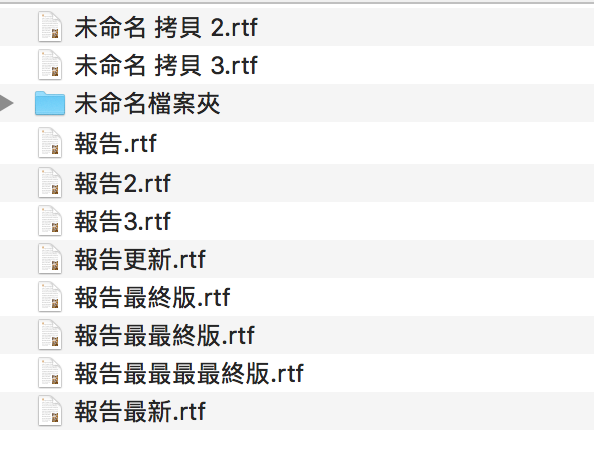 未命名 拷貝 2.rtf
未命名 拷貝 3.rtf
未命名檔案夾
報告.rtf
報告2.rtf
報告3.rtf
報告更新.rtf
報告最終版.rtf
報告最最終版.rtf
報告最最最最終版.rtf
報告最新.rtf